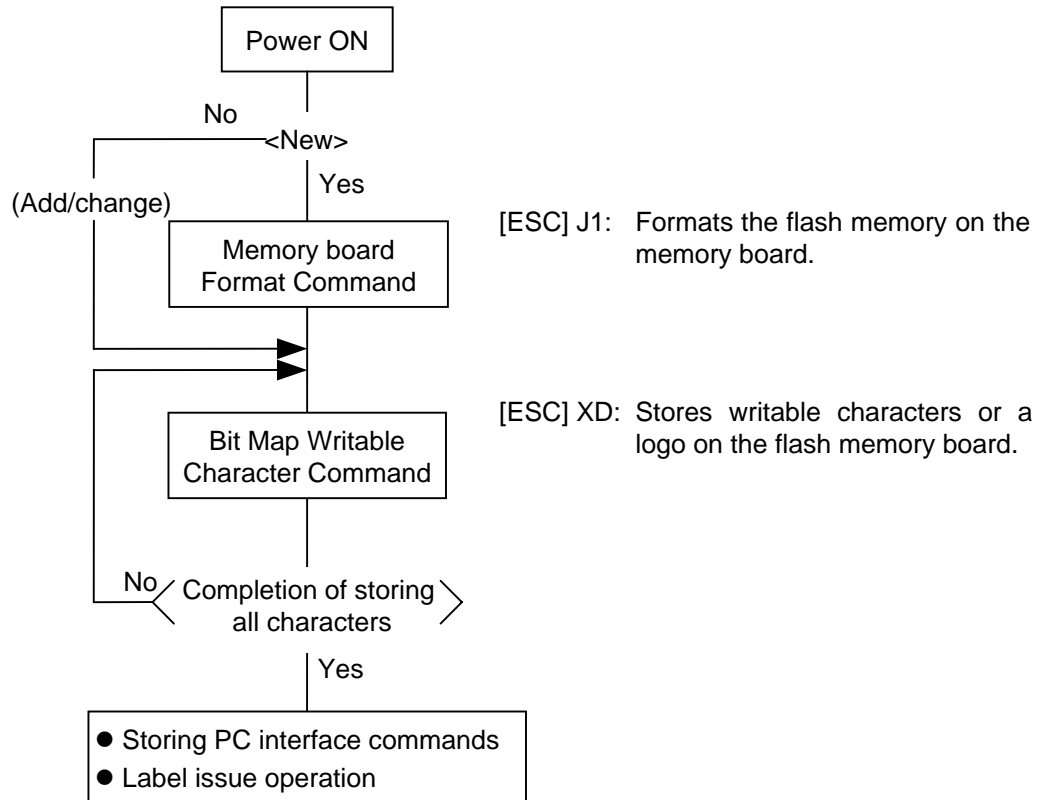 Power ON
No
<New>
Yes
(Add/change)
[ESC] J1: Formats the flash memory on the
memory board.
Memory board
Format Command
[ESC] XD: Stores writable characters or a
logo on the flash memory board.
Bit Map Writable
Character Command
No
Completion of storing
all characters
Yes
● Storing PC interface commands
● Label issue operation